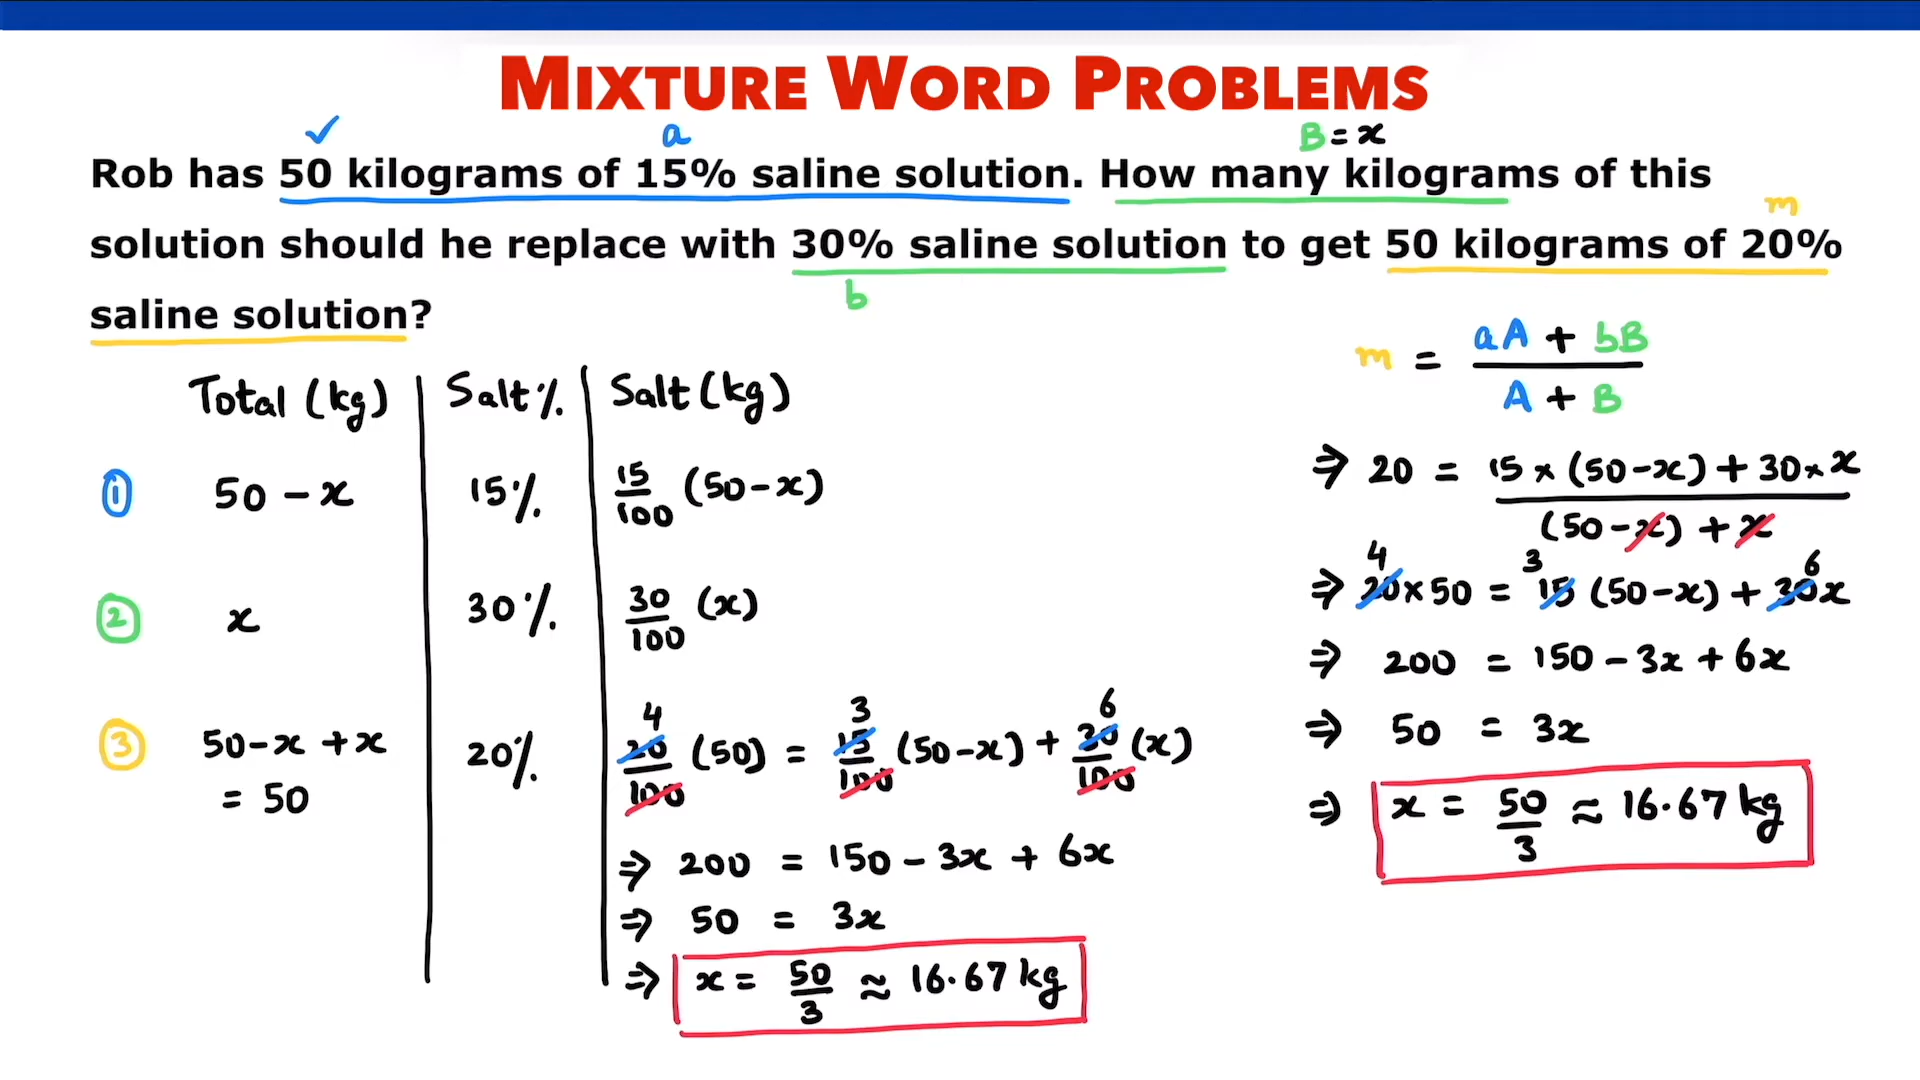 MIXTURE WORD PROBLEMS
✓ a B = x
Rob has 50 kilograms of 15% saline solution. How many kilograms of this
m
solution should he replace with 30% saline solution to get 50 kilograms of 20%
b
saline solution?
Total (kg) Salt % Salt (kg)
① 50 - x 15% 15/100 (50 - x)
② x 30% 30/100 (x)
4 3 6
③ 50 - x + x 20% 20/100 (50) = 15/100 (50 - x) + 30/100 (x)
= 50
⇒ 200 = 150 - 3x + 6x
⇒ 50 = 3x
⇒ x = 50/3 ≈ 16.67 kg
m = aA + bB / A + B
⇒ 20 = 15 × (50 - x) + 30 × x / (50 - x) + x
4 3 6
⇒ 20 × 50 = 15 (50 - x) + 30x
⇒ 200 = 150 - 3x + 6x
⇒ 50 = 3x
⇒ x = 50/3 ≈ 16.67 kg